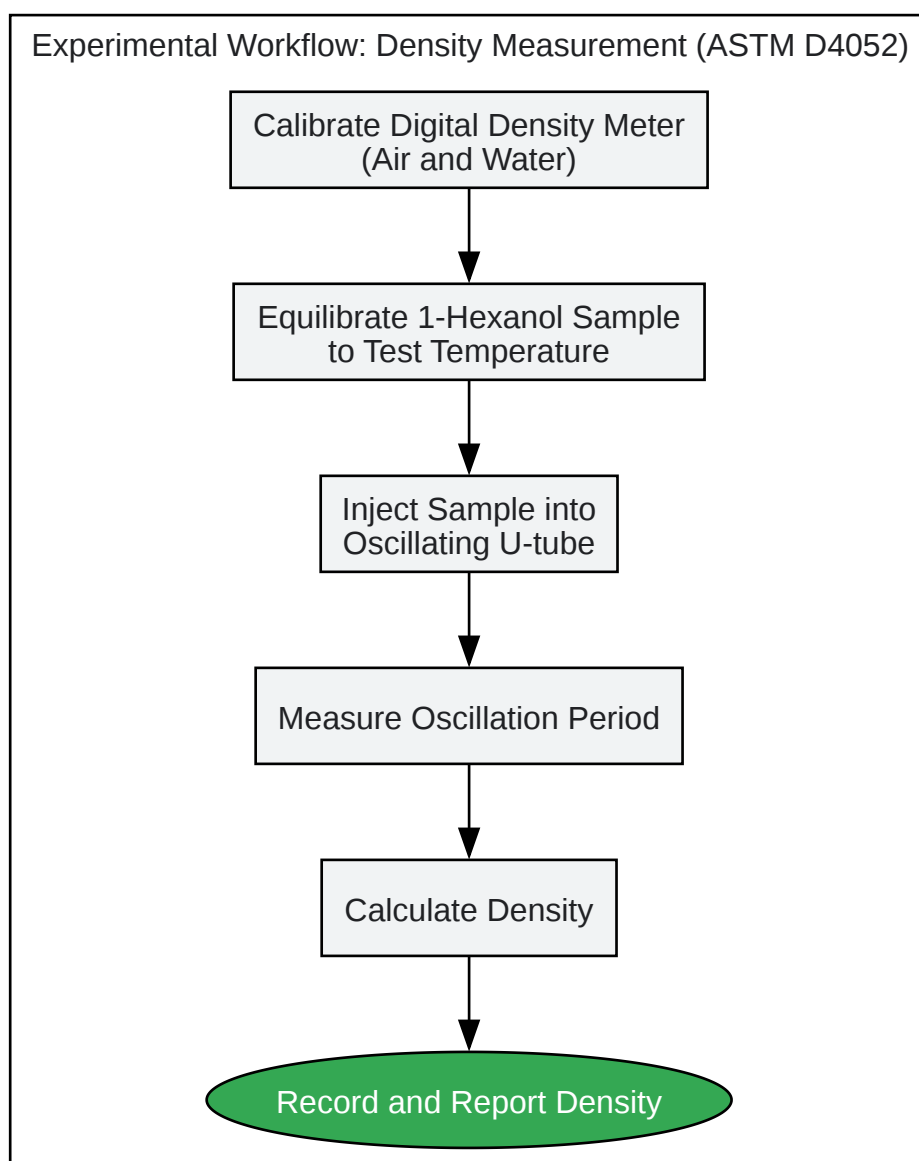 Experimental Workflow: Density Measurement (ASTM D4052)
Calibrate Digital Density Meter
(Air and Water)
Equilibrate 1-Hexanol Sample
to Test Temperature
Inject Sample into
Oscillating U-tube
Measure Oscillation Period
Calculate Density
Record and Report Density